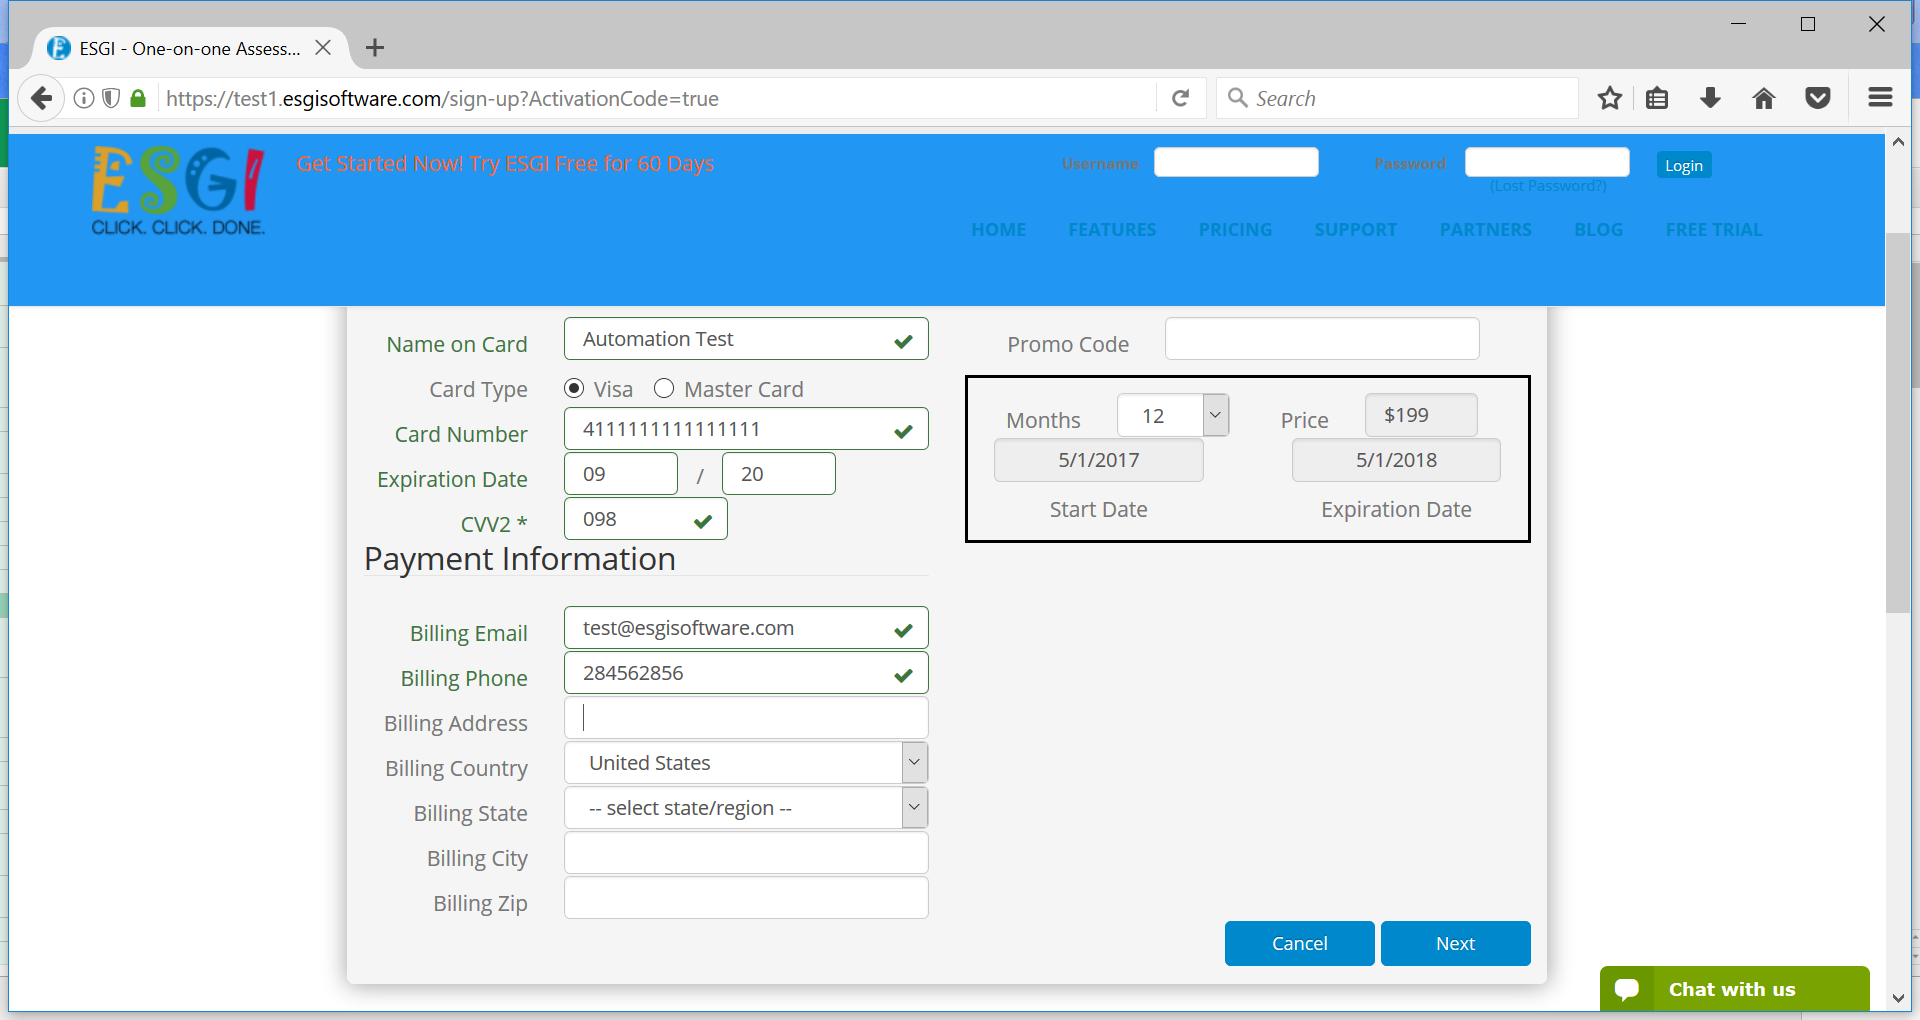 ESGI - One-on-one Assess...
https://test1.esgisoftware.com/sign-up?ActivationCode=true
Search
ESGI
CLICK. CLICK. DONE.
Get Started Now! Try ESGI Free for 60 Days
Username
Password
Login
(Lost Password?)
HOME FEATURES PRICING SUPPORT PARTNERS BLOG FREE TRIAL
Name on Card Automation Test
Card Type Visa Master Card
Card Number 4111111111111111
Expiration Date 09 / 20
CVV2 * 098
Promo Code
Months 12 Price $199
5/1/2017 5/1/2018
Start Date Expiration Date
Payment Information
Billing Email test@esgisoftware.com
Billing Phone 284562856
Billing Address
Billing Country United States
Billing State -- select state/region --
Billing City
Billing Zip
Cancel Next
Chat with us